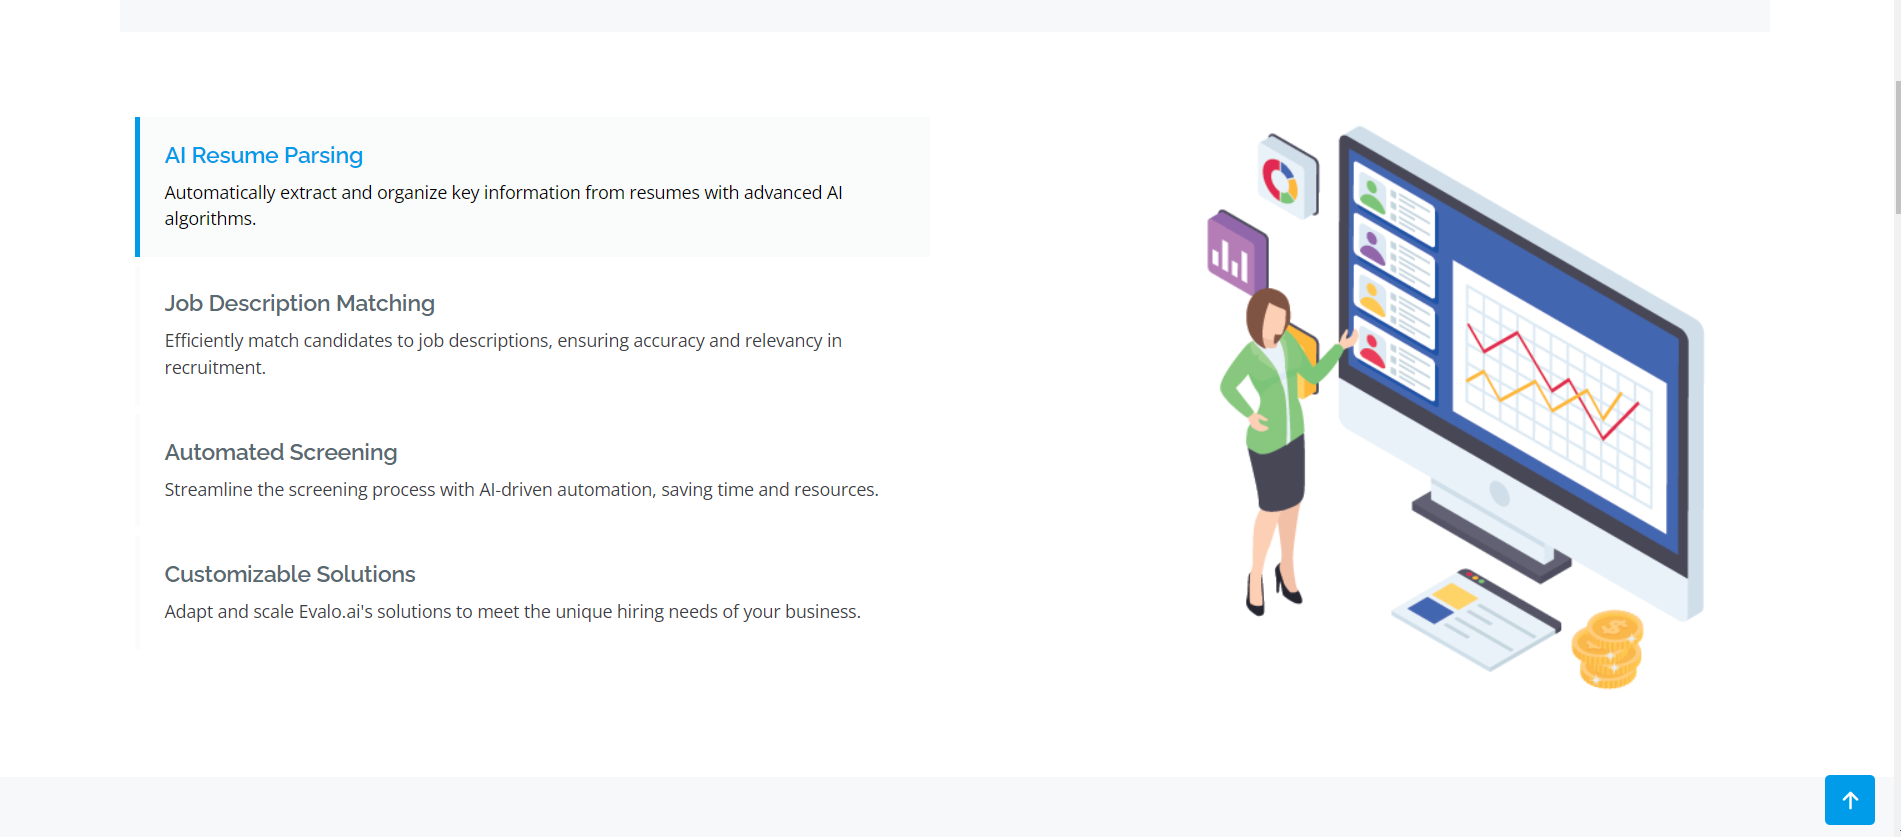 AI Resume Parsing
Automatically extract and organize key information from resumes with advanced AI
algorithms.
Job Description Matching
Efficiently match candidates to job descriptions, ensuring accuracy and relevancy in
recruitment.
Automated Screening
Streamline the screening process with AI-driven automation, saving time and resources.
Customizable Solutions
Adapt and scale Evalo.ai's solutions to meet the unique hiring needs of your business.